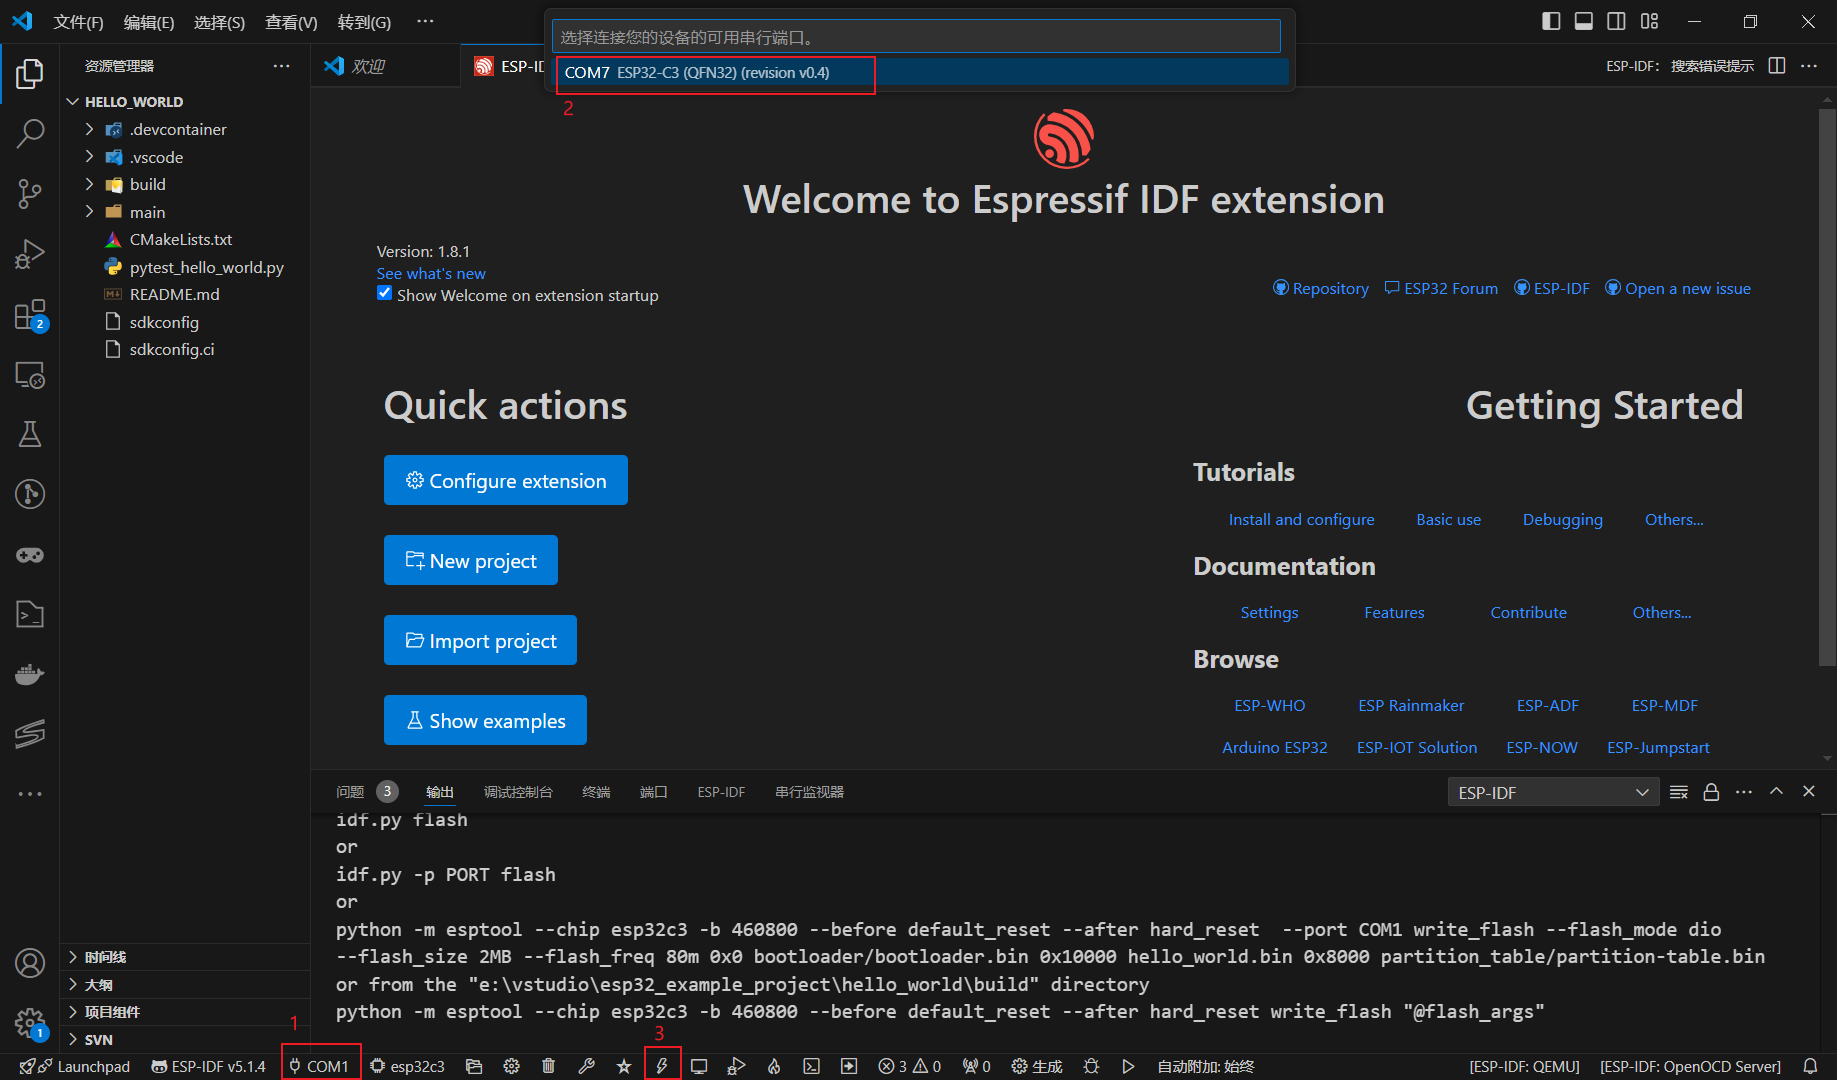 文件(F) 编辑(E) 选择(S) 查看(V) 转到(G) ···
选择连接您的设备的可用串行端口。
COM7 ESP32-C3 (QFN32) (revision v0.4)
2
资源管理器 ···
欢迎
ESP-ID
ESP-IDF： 搜索错误提示 ···
HELLO_WORLD
.devcontainer
.vscode
build
main
CMakeLists.txt
pytest_hello_world.py
README.md
sdkconfig
sdkconfig.ci
2
Welcome to Espressif IDF extension
Version: 1.8.1
See what's new
Show Welcome on extension startup
Repository ESP32 Forum ESP-IDF Open a new issue
Quick actions
Configure extension
New project
Import project
Show examples
Getting Started
Tutorials
Install and configure Basic use Debugging Others...
Documentation
Settings Features Contribute Others...
Browse
ESP-WHO ESP Rainmaker ESP-ADF ESP-MDF
Arduino ESP32 ESP-IOT Solution ESP-NOW ESP-Jumpstart
问题 3 输出 调试控制台 终端 端口 ESP-IDF 串行监视器
ESP-IDF
idf.py flash
or
idf.py -p PORT flash
or
python -m esptool --chip esp32c3 -b 460800 --before default_reset --after hard_reset  --port COM1 write_flash --flash_mode dio
--flash_size 2MB --flash_freq 80m 0x0 bootloader/bootloader.bin 0x10000 hello_world.bin 0x8000 partition_table/partition-table.bin
or from the "e:\vstudio\esp32_example_project\hello_world\build" directory
python -m esptool --chip esp32c3 -b 460800 --before default_reset --after hard_reset write_flash "@flash_args"
时间线
大纲
项目组件
SVN
1
1
3
Launchpad ESP-IDF v5.1.4 COM1 esp32c3 3 0 0 生成 自动附加: 始终 [ESP-IDF: QEMU] [ESP-IDF: OpenOCD Server]